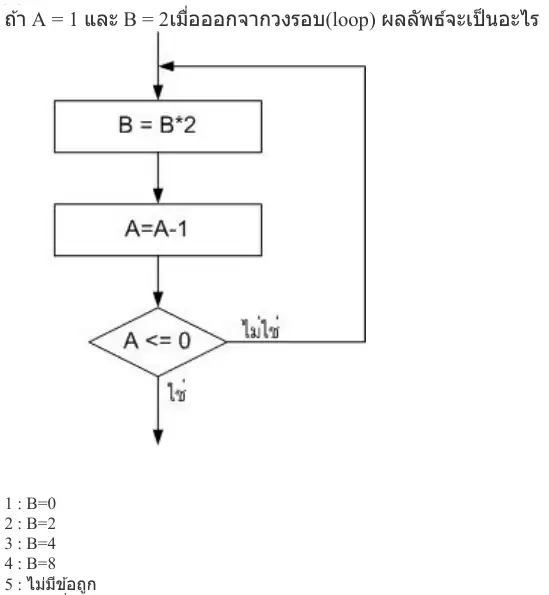 ถ้า A = 1 และ B = 2เมื่อออกจากวงรอบ(loop) ผลลัพธ์จะเป็นอะไร
B = B*2
A=A-1
A <= 0
ไม่ใช่
ใช่
1 : B=0
2 : B=2
3 : B=4
4 : B=8
5 : ไม่มีข้อถูก